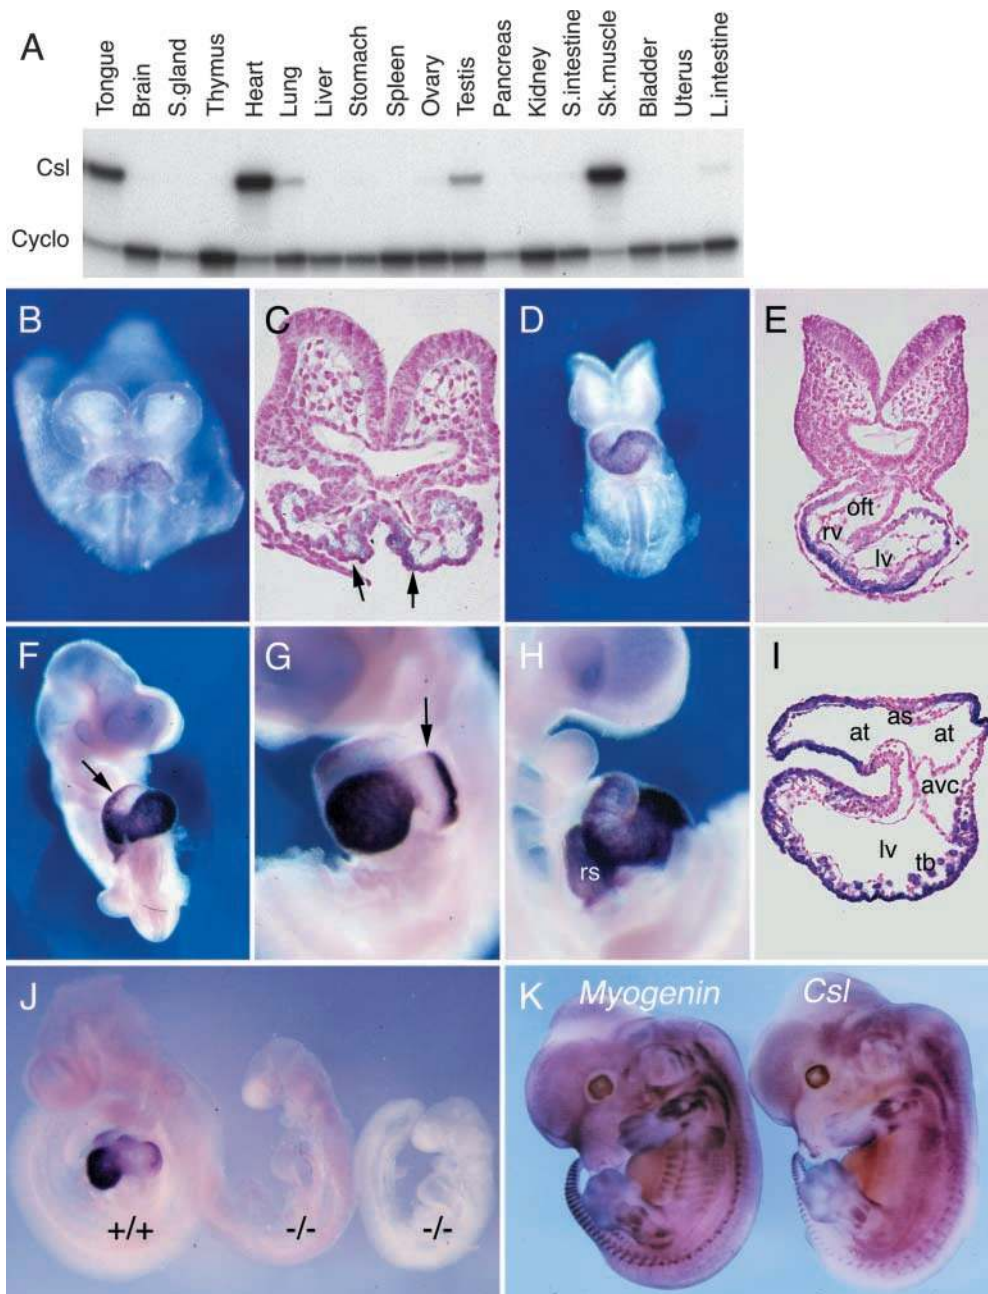 A
Tongue
Brain
S.gland
Thymus
Heart
Lung
Liver
Stomach
Spleen
Ovary
Testis
Pancreas
Kidney
S.intestine
Sk.muscle
Bladder
Uterus
L.intestine
Csl
Cyclo
B
C
D
E
oft
rv
lv
F
G
H
rs
I
as
at
at
avc
lv
tb
J
+/+
-/-
-/-
K
Myogenin
Csl